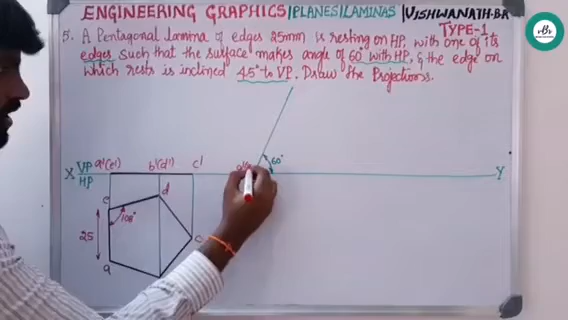 ENGINEERING GRAPHICS/PLANES/LAMINAS/VISHWANATH.BR
TYPE-1
5. A Pentagonal Lamina of edges 25mm is resting on HP, with one of its
edges such that the surface makes angle of 60° with HP, & the edge on
which rests is inclined 45° to VP. Draw the Projections.
X VP/HP a'(e') b'(d') c' 60° Y
e d
108°
25
c
a